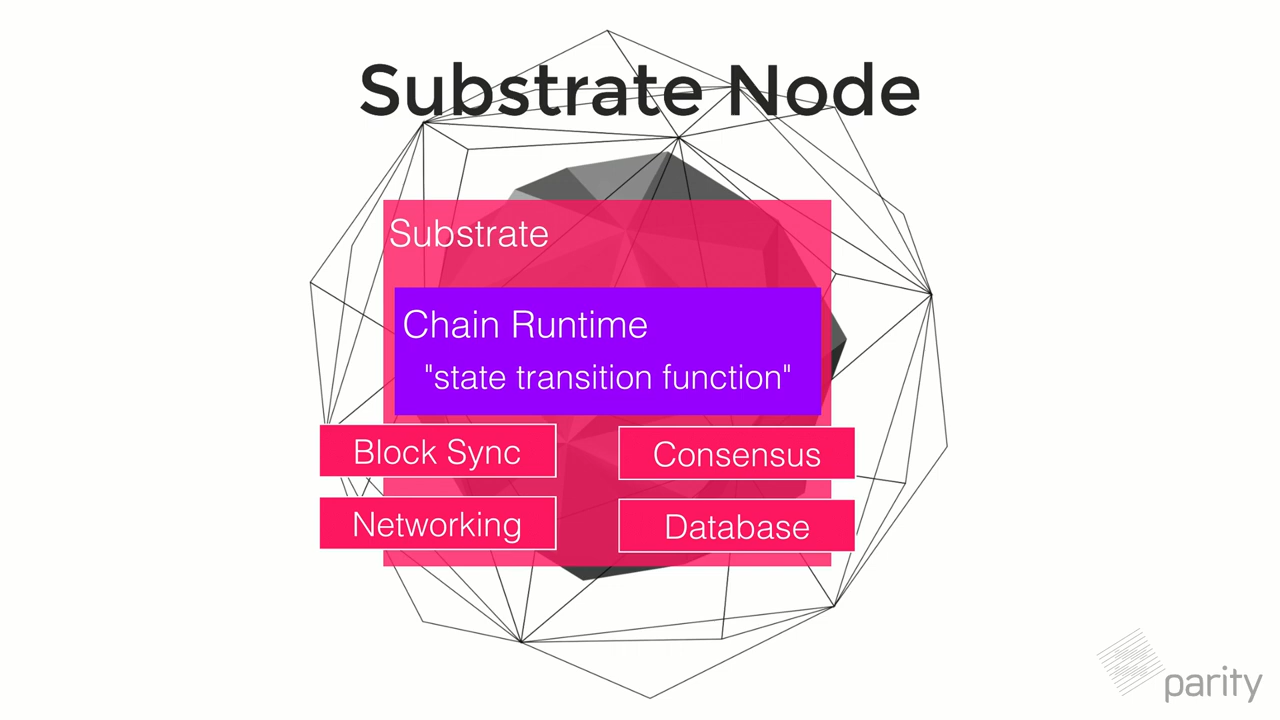 Substrate Node
Substrate
Chain Runtime
"state transition function"
Block Sync
Consensus
Networking
Database
parity